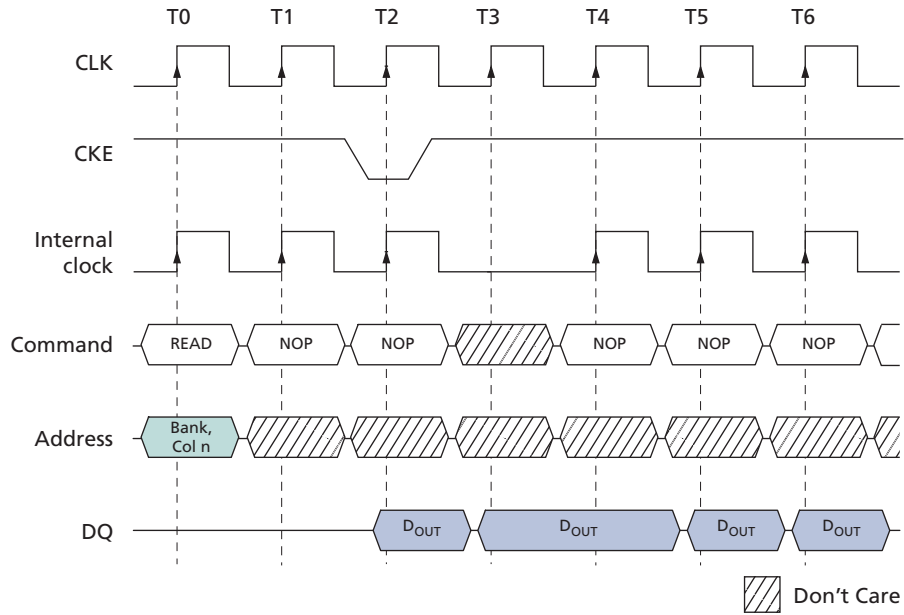 T0 T1 T2 T3 T4 T5 T6
CLK
CKE
Internal
clock
Command READ NOP NOP NOP NOP NOP
Address Bank,
Col n
DQ DOUT DOUT DOUT DOUT
Don't Care